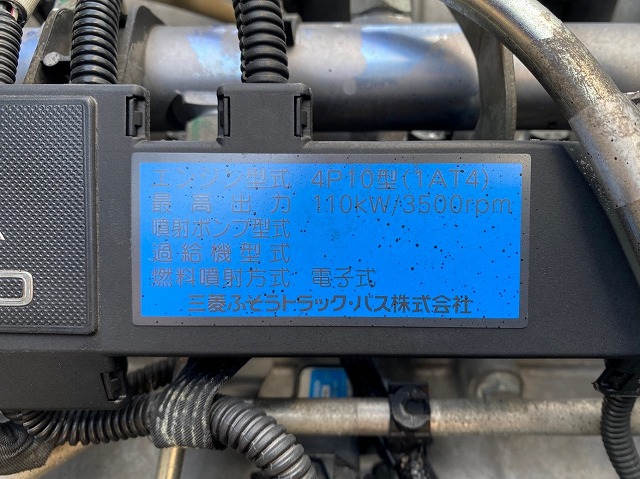 エンジン型式 4P10型(1AT4)
最高出力 110KW/3500rpm
噴射ポンプ型式
過給機型式
燃料噴射方式 電子式
三菱ふそうトラック・バス株式会社